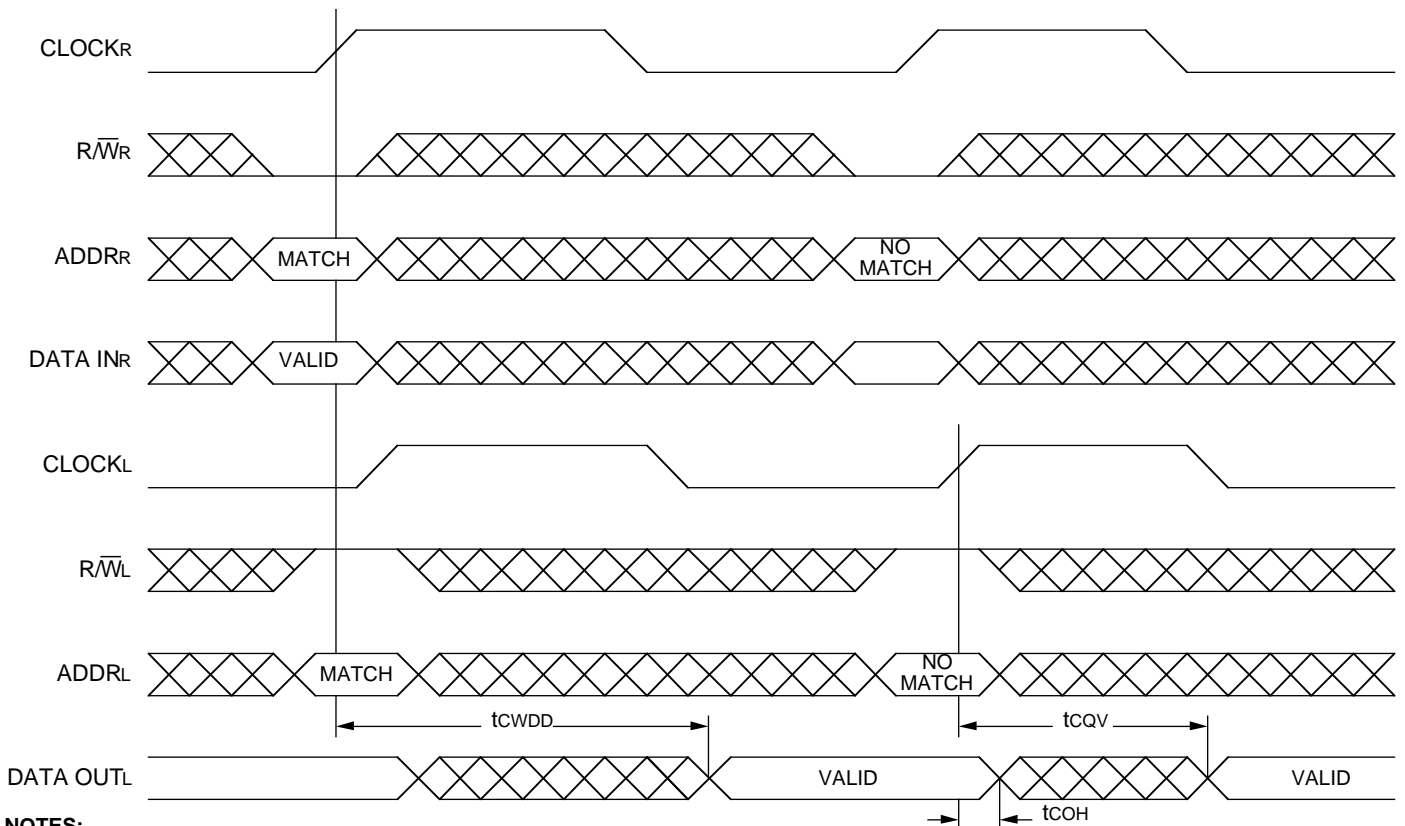 CLOCKR
R/W̅R
ADDRR
MATCH
NO
MATCH
DATA INR
VALID
CLOCKL
R/W̅L
ADDRL
MATCH
NO
MATCH
tCWDD
tCQV
DATA OUTL
VALID
VALID
tCOH
NOTES: